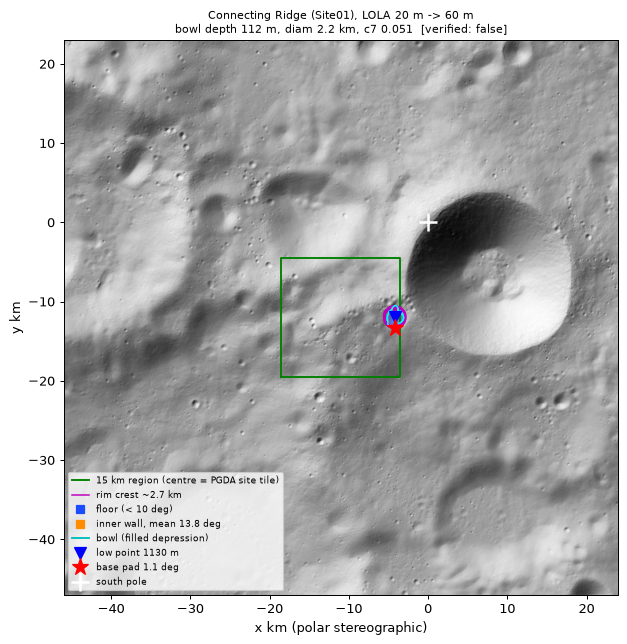 Connecting Ridge (Site01), LOLA 20 m -> 60 m
bowl depth 112 m, diam 2.2 km, c7 0.051  [verified: false]
20
10
0
−10
−20
−30
−40
y km
15 km region (centre = PGDA site tile)
rim crest ~2.7 km
floor (< 10 deg)
inner wall, mean 13.8 deg
bowl (filled depression)
low point 1130 m
base pad 1.1 deg
south pole
−40
−30
−20
−10
0
10
20
x km (polar stereographic)